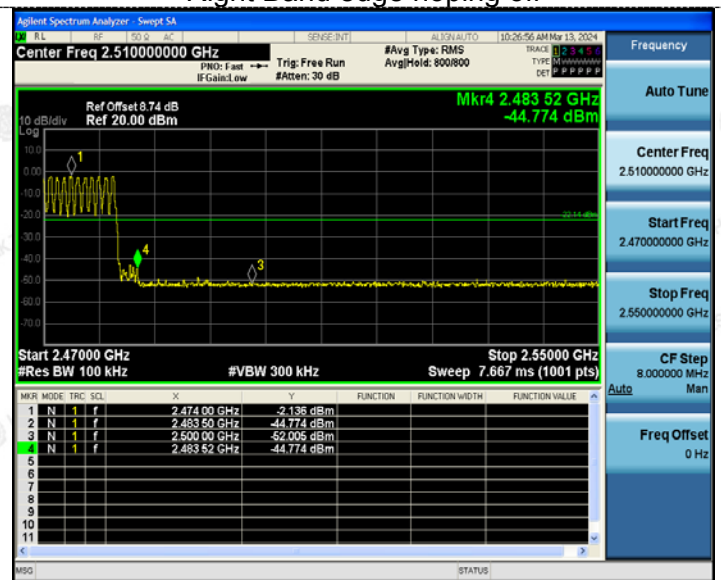 Right Band edge hoping off
Agilent Spectrum Analyzer - Swept SA
RL RF 50 Ω AC SENSE:INT ALIGN AUTO 10:26:56 AM Mar 13, 2024
Center Freq 2.510000000 GHz
#Avg Type: RMS
TRACE 1 2 3 4 5 6
PNO: Fast Trig: Free Run Avg|Hold: 800/800 TYPE M
IFGain:Low #Atten: 30 dB DET P P P P P P
Frequency
Auto Tune
Center Freq
2.510000000 GHz
Start Freq
2.470000000 GHz
Stop Freq
2.550000000 GHz
CF Step
8.000000 MHz
Auto Man
Freq Offset
0 Hz
Mkr4 2.483 52 GHz
-44.774 dBm
Ref Offset 8.74 dB
10 dB/div Ref 20.00 dBm
Log
10.0
0.00
-10.0
-20.0
-30.0
-40.0
-50.0
-60.0
-70.0
1
4
3
-22.14 dBm
Start 2.47000 GHz Stop 2.55000 GHz
#Res BW 100 kHz #VBW 300 kHz Sweep 7.667 ms (1001 pts)
MKR MODE TRC SCL X Y FUNCTION FUNCTION WIDTH FUNCTION VALUE
1 N 1 f 2.474 00 GHz -2.136 dBm
2 N 1 f 2.483 50 GHz -44.774 dBm
3 N 1 f 2.500 00 GHz -52.005 dBm
4 N 1 f 2.483 52 GHz -44.774 dBm
5
6
7
8
9
10
11
MSG STATUS